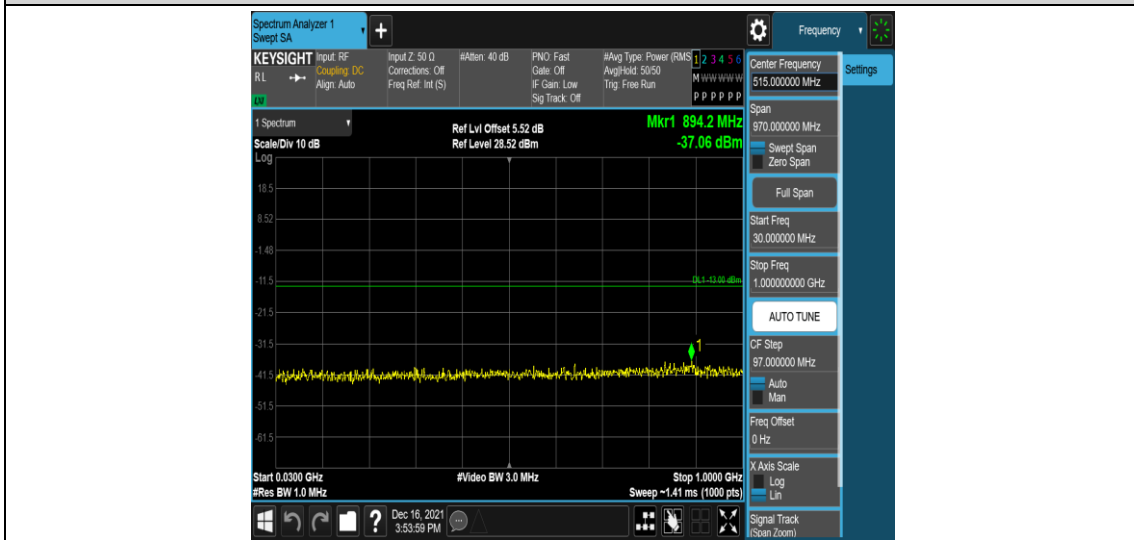 Spectrum Analyzer 1
Swept SA
Frequency
KEYSIGHT
RL
Input: RF
Coupling: DC
Align: Auto
Input Z: 50 Ω
Corrections: Off
Freq Ref: Int (S)
#Atten: 40 dB
PNO: Fast
Gate: Off
IF Gain: Low
Sig Track: Off
#Avg Type: Power (RMS
Avg|Hold: 50/50
Trig: Free Run
1 2 3 4 5 6
M W W W W W
P P P P P P
Center Frequency
515.000000 MHz
Settings
Span
970.000000 MHz
Swept Span
Zero Span
Full Span
Start Freq
30.000000 MHz
Stop Freq
1.000000000 GHz
AUTO TUNE
CF Step
97.000000 MHz
Auto
Man
Freq Offset
0 Hz
X Axis Scale
Log
Lin
Signal Track
(Span Zoom)
1 Spectrum
Scale/Div 10 dB
Ref Lvl Offset 5.52 dB
Ref Level 28.52 dBm
Mkr1 894.2 MHz
-37.06 dBm
Log
18.5
8.52
-1.48
-11.5
DL1 -13.00 dBm
-21.5
-31.5
1
-41.5
-51.5
-61.5
Start 0.0300 GHz
#Res BW 1.0 MHz
#Video BW 3.0 MHz
Stop 1.0000 GHz
Sweep ~1.41 ms (1000 pts)
Dec 16, 2021
3:53:59 PM